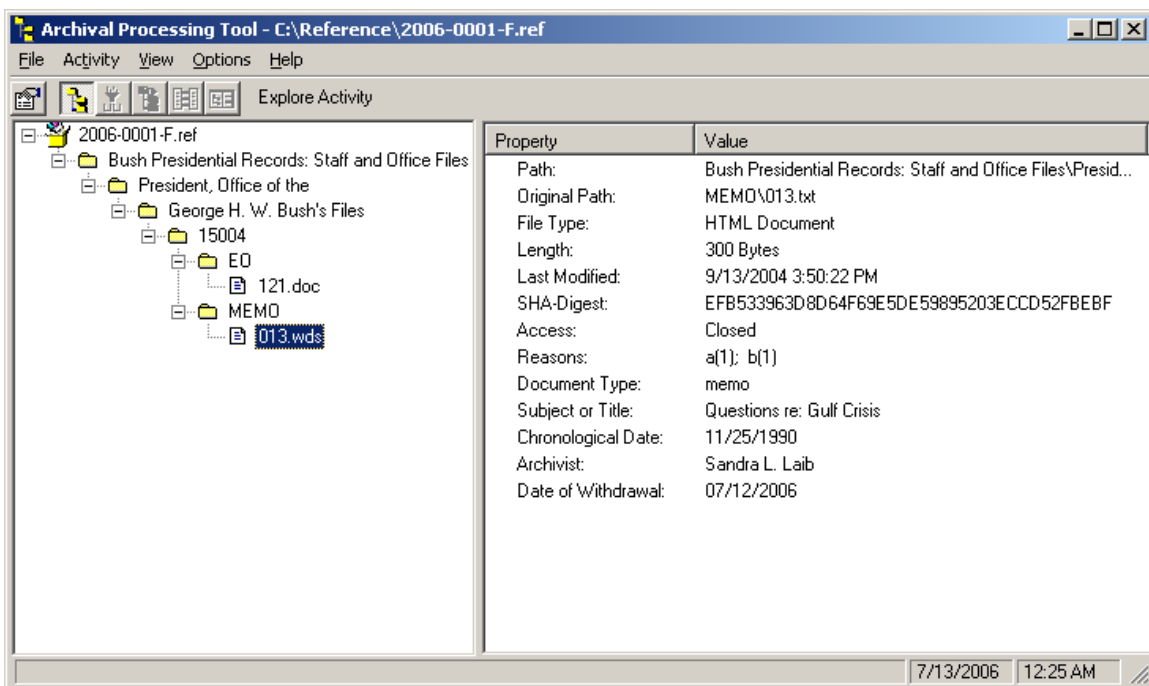 Archival Processing Tool - C:\Reference\2006-0001-F.ref
File Activity View Options Help
Explore Activity
2006-0001-F.ref
Bush Presidential Records: Staff and Office Files
President, Office of the
George H. W. Bush's Files
15004
EO
121.doc
MEMO
013.wds
Property Value
Path: Bush Presidential Records: Staff and Office Files\Presid...
Original Path: MEMO\013.txt
File Type: HTML Document
Length: 300 Bytes
Last Modified: 9/13/2004 3:50:22 PM
SHA-Digest: EFB533963D8D64F69E5DE59895203ECCD52FBEBF
Access: Closed
Reasons: a(1); b(1)
Document Type: memo
Subject or Title: Questions re: Gulf Crisis
Chronological Date: 11/25/1990
Archivist: Sandra L. Laib
Date of Withdrawal: 07/12/2006
7/13/2006 12:25 AM